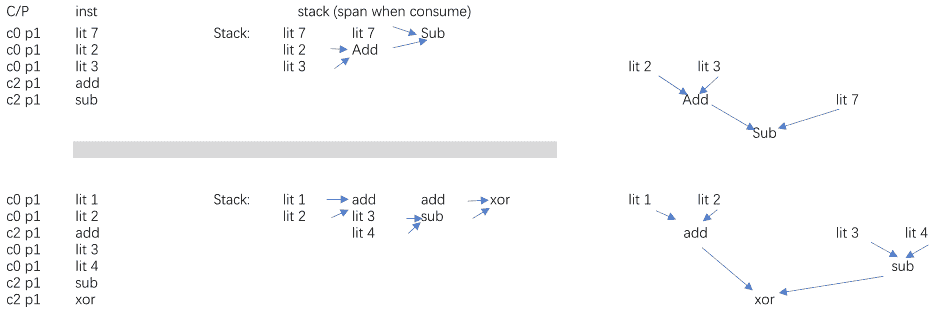 C/P inst stack (span when consume)
c0 p1 lit 7 Stack: lit 7 lit 7 Sub
c0 p1 lit 2 lit 2 Add
c0 p1 lit 3 lit 3 lit 2 lit 3
c2 p1 add
c2 p1 sub Add lit 7
Sub
c0 p1 lit 1 Stack: lit 1 add add xor lit 1 lit 2
c0 p1 lit 2 lit 2 lit 3 sub
c2 p1 add lit 4 add lit 3 lit 4
c0 p1 lit 3
c0 p1 lit 4 sub
c2 p1 sub
c2 p1 xor xor